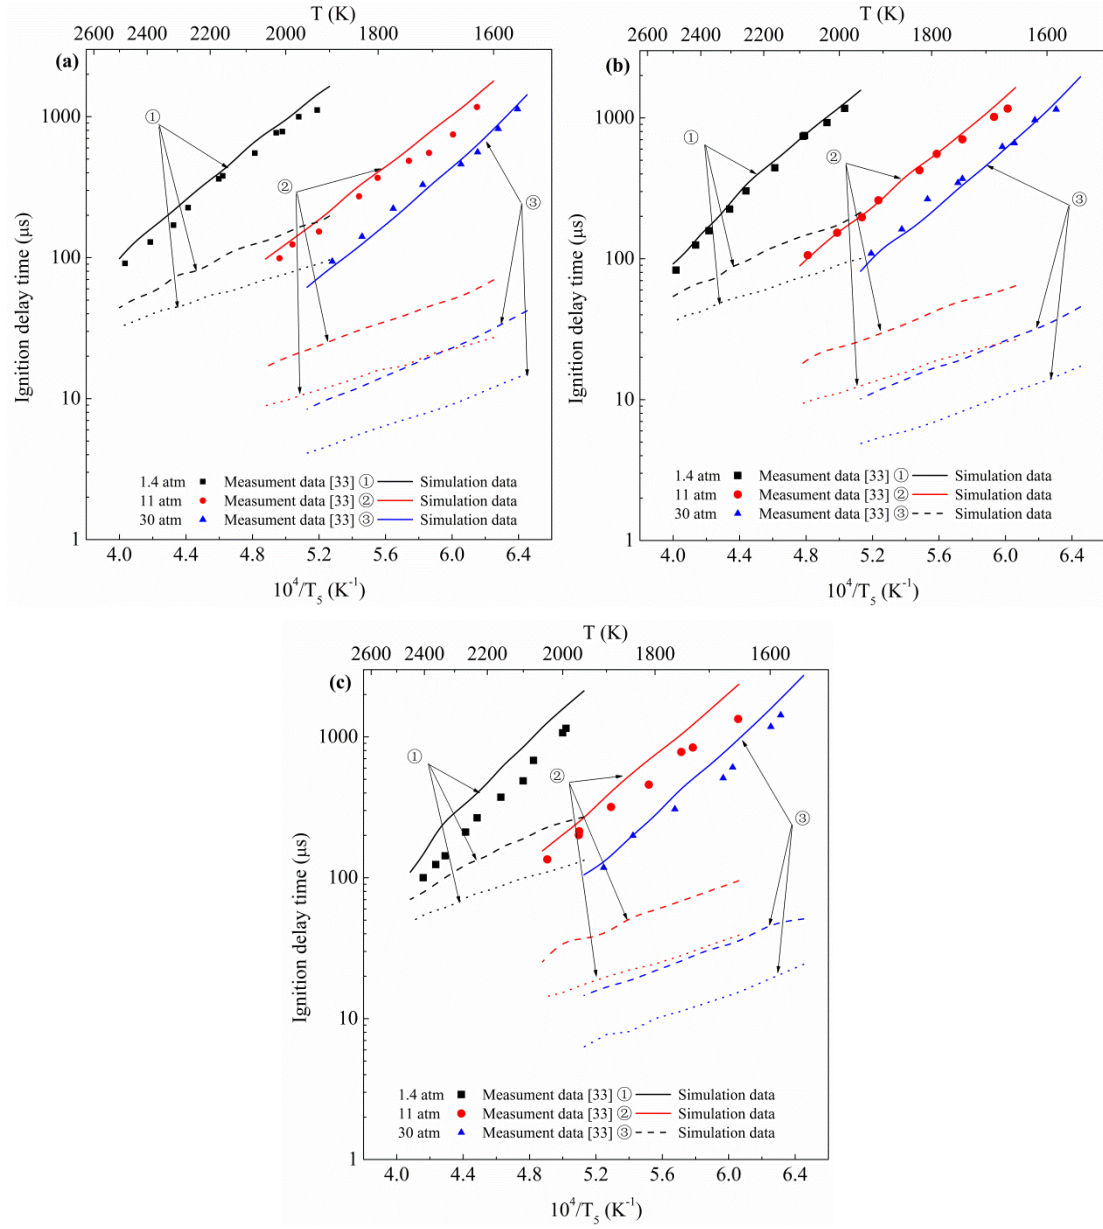 T (K)
2600 2400 2200 2000 1800 1600
(a)
1000
100
10
1
Ignition delay time (μs)
①
②
③
1.4 atm Measument data [33] ① Simulation data
11 atm Measument data [33] ② Simulation data
30 atm Measument data [33] ③ Simulation data
4.0 4.4 4.8 5.2 5.6 6.0 6.4
10⁴/T₅ (K⁻¹)
T (K)
2600 2400 2200 2000 1800 1600
(b)
1000
100
10
1
Ignition delay time (μs)
①
②
③
1.4 atm Measument data [33] ① Simulation data
11 atm Measument data [33] ② Simulation data
30 atm Measument data [33] ③ Simulation data
4.0 4.4 4.8 5.2 5.6 6.0 6.4
10⁴/T₅ (K⁻¹)
T (K)
2600 2400 2200 2000 1800 1600
(c)
1000
100
10
1
Ignition delay time (μs)
①
②
③
1.4 atm Measument data [33] ① Simulation data
11 atm Measument data [33] ② Simulation data
30 atm Measument data [33] ③ Simulation data
4.0 4.4 4.8 5.2 5.6 6.0 6.4
10⁴/T₅ (K⁻¹)